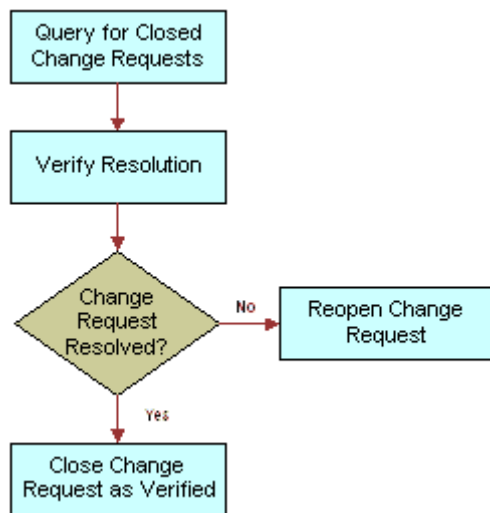 Query for Closed
Change Requests
Verify Resolution
Change
Request
Resolved?
No
Reopen Change
Request
Yes
Close Change
Request as Verified